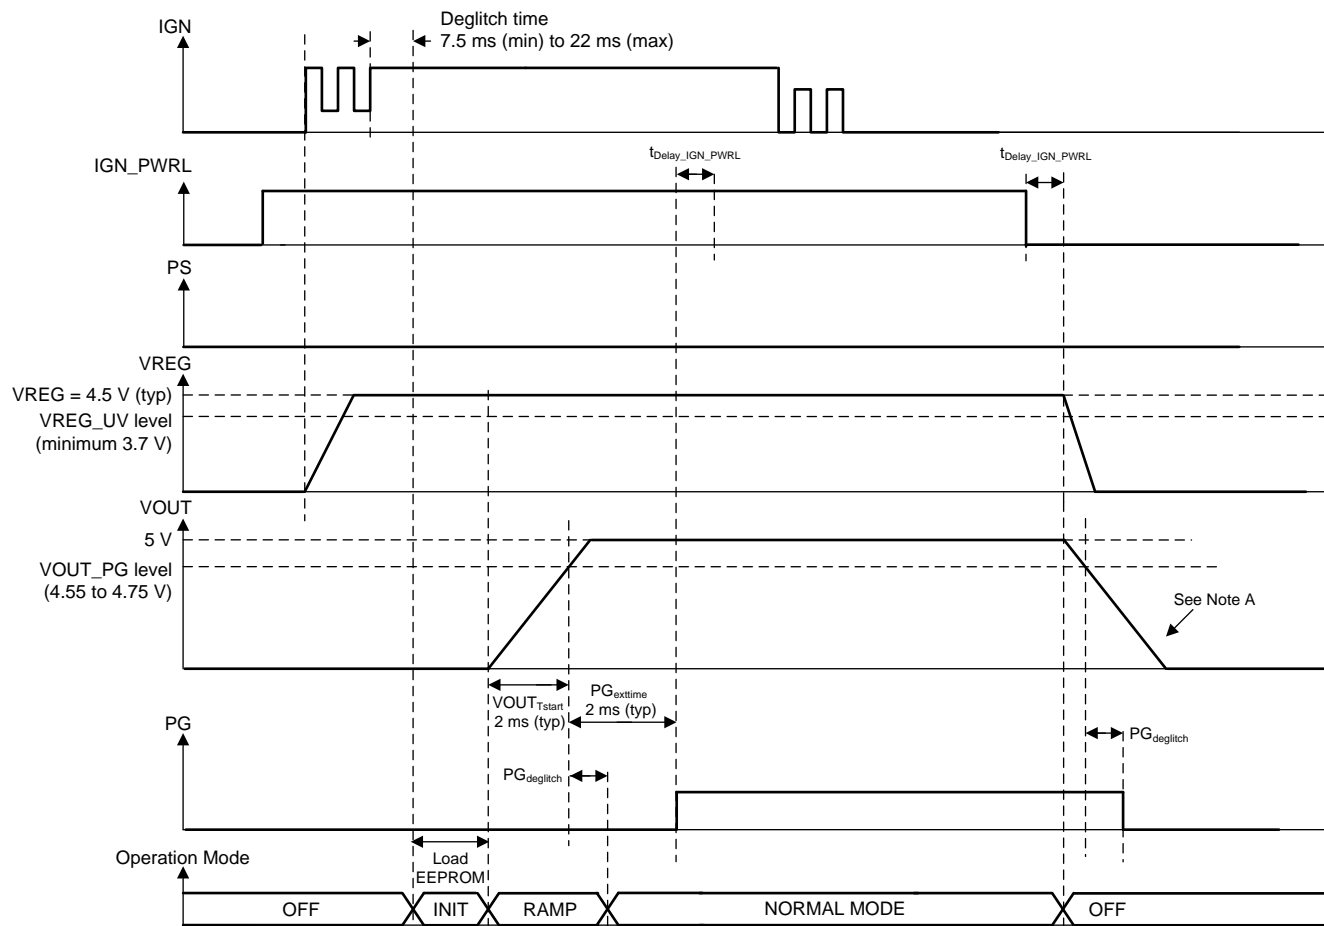 Deglitch time
IGN
7.5 ms (min) to 22 ms (max)
tDelay_IGN_PWRL
tDelay_IGN_PWRL
IGN_PWRL
PS
VREG
VREG = 4.5 V (typ)
VREG_UV level
(minimum 3.7 V)
VOUT
5 V
VOUT_PG level
(4.55 to 4.75 V)
See Note A
VOUTTstart
2 ms (typ)
PGexttime
2 ms (typ)
PG
PGdeglitch
PGdeglitch
Operation Mode
Load
EEPROM
OFF
INIT
RAMP
NORMAL MODE
OFF